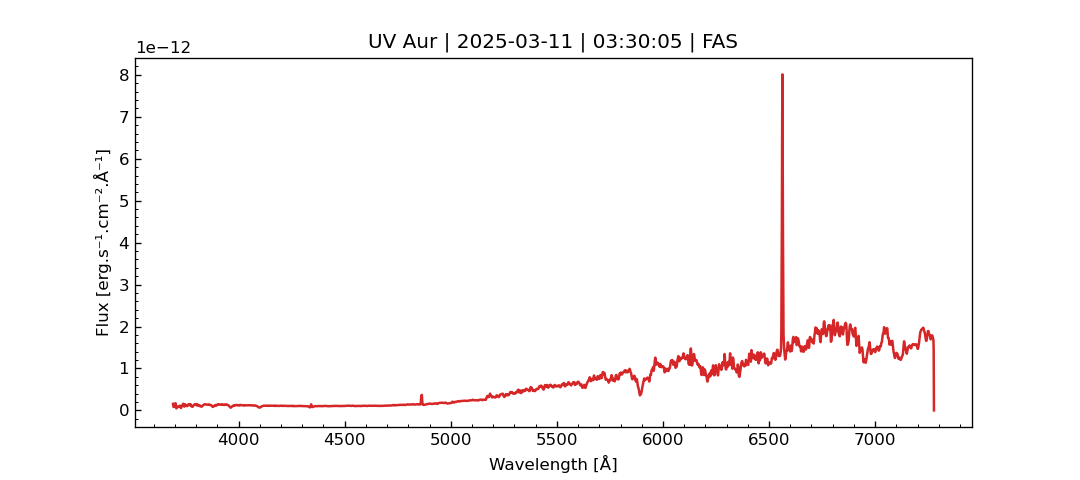 UV Aur | 2025-03-11 | 03:30:05 | FAS
1e−12
8
7
6
5
4
3
2
1
0
Flux [erg.s⁻¹.cm⁻².Å⁻¹]
4000 4500 5000 5500 6000 6500 7000
Wavelength [Å]